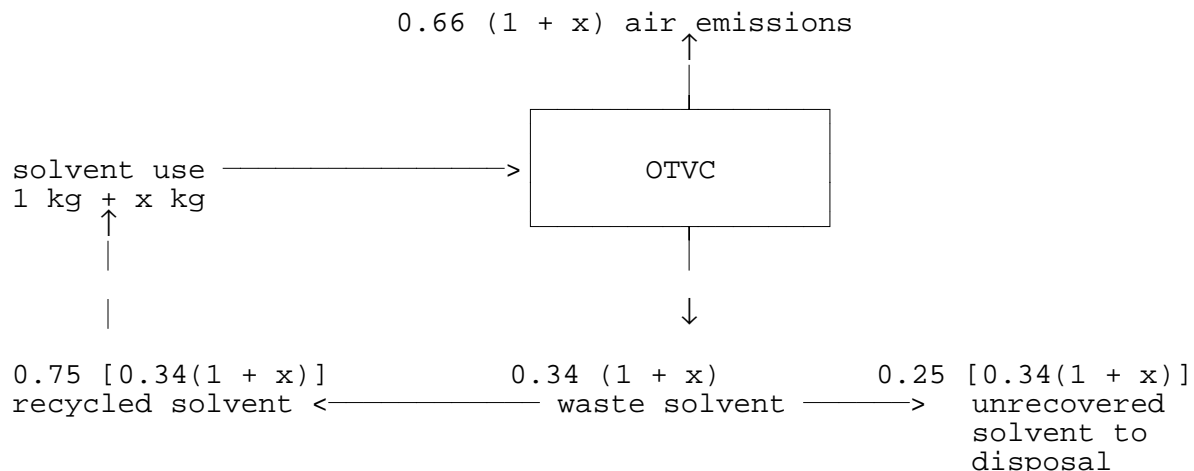 0.66 (1 + x) air emissions
solvent use
OTVC
1 kg + x kg
0.75 [0.34(1 + x)]
0.34 (1 + x)
0.25 [0.34(1 + x)]
recycled solvent
waste solvent
unrecovered
solvent to
disposal